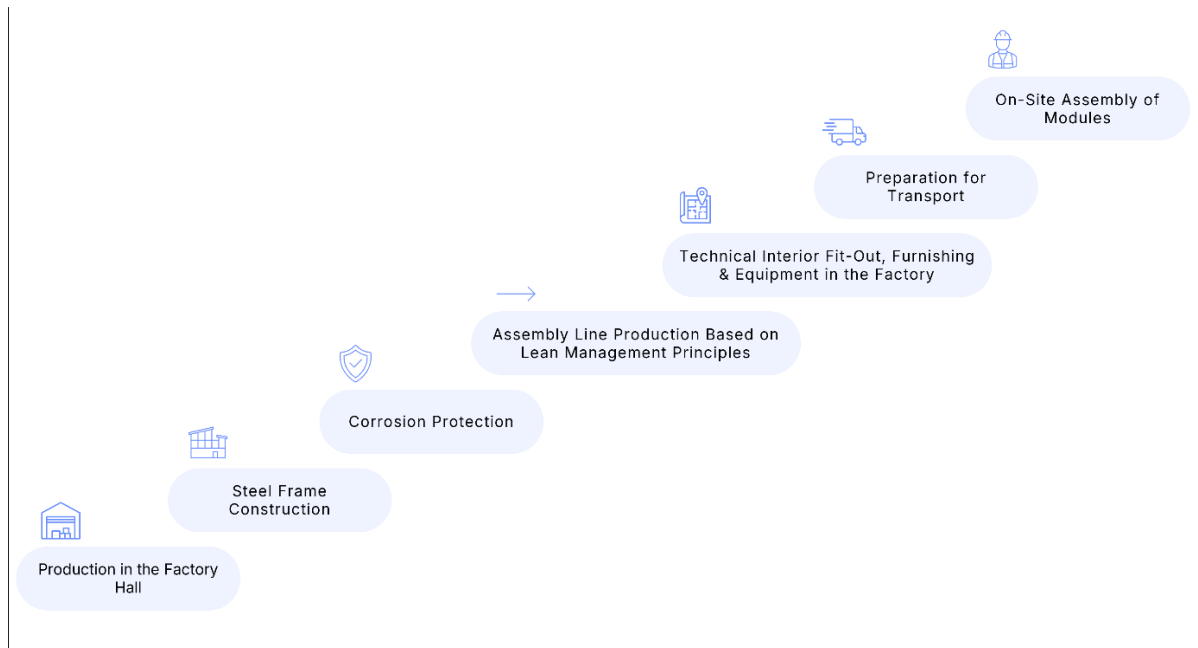 On-Site Assembly of
Modules
Preparation for
Transport
Technical Interior Fit-Out, Furnishing
& Equipment in the Factory
Assembly Line Production Based on
Lean Management Principles
Corrosion Protection
Steel Frame
Construction
Production in the Factory
Hall